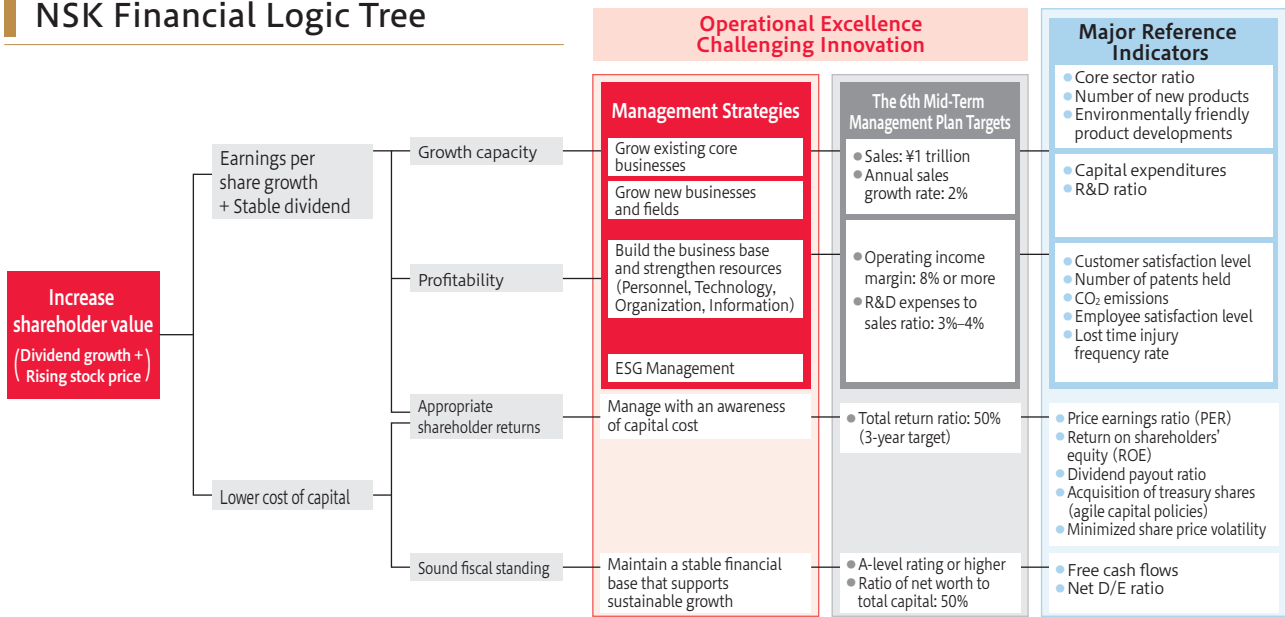 NSK Financial Logic Tree
Operational Excellence
Challenging Innovation
Major Reference
Indicators
Increase
shareholder value
(Dividend growth +
Rising stock price)
Earnings per
share growth
+ Stable dividend
Lower cost of capital
Growth capacity
Profitability
Appropriate
shareholder returns
Sound fiscal standing
Management Strategies
Grow existing core
businesses
Grow new businesses
and fields
Build the business base
and strengthen resources
(Personnel, Technology,
Organization, Information)
ESG Management
Manage with an awareness
of capital cost
Maintain a stable financial
base that supports
sustainable growth
The 6th Mid-Term
Management Plan Targets
● Sales: ¥1 trillion
● Annual sales
growth rate: 2%
● Operating income
margin: 8% or more
● R&D expenses to
sales ratio: 3%–4%
● Total return ratio: 50%
(3-year target)
● A-level rating or higher
● Ratio of net worth to
total capital: 50%
● Core sector ratio
● Number of new products
● Environmentally friendly
product developments
● Capital expenditures
● R&D ratio
● Customer satisfaction level
● Number of patents held
● CO₂ emissions
● Employee satisfaction level
● Lost time injury
frequency rate
● Price earnings ratio (PER)
● Return on shareholders’
equity (ROE)
● Dividend payout ratio
● Acquisition of treasury shares
(agile capital policies)
● Minimized share price volatility
● Free cash flows
● Net D/E ratio